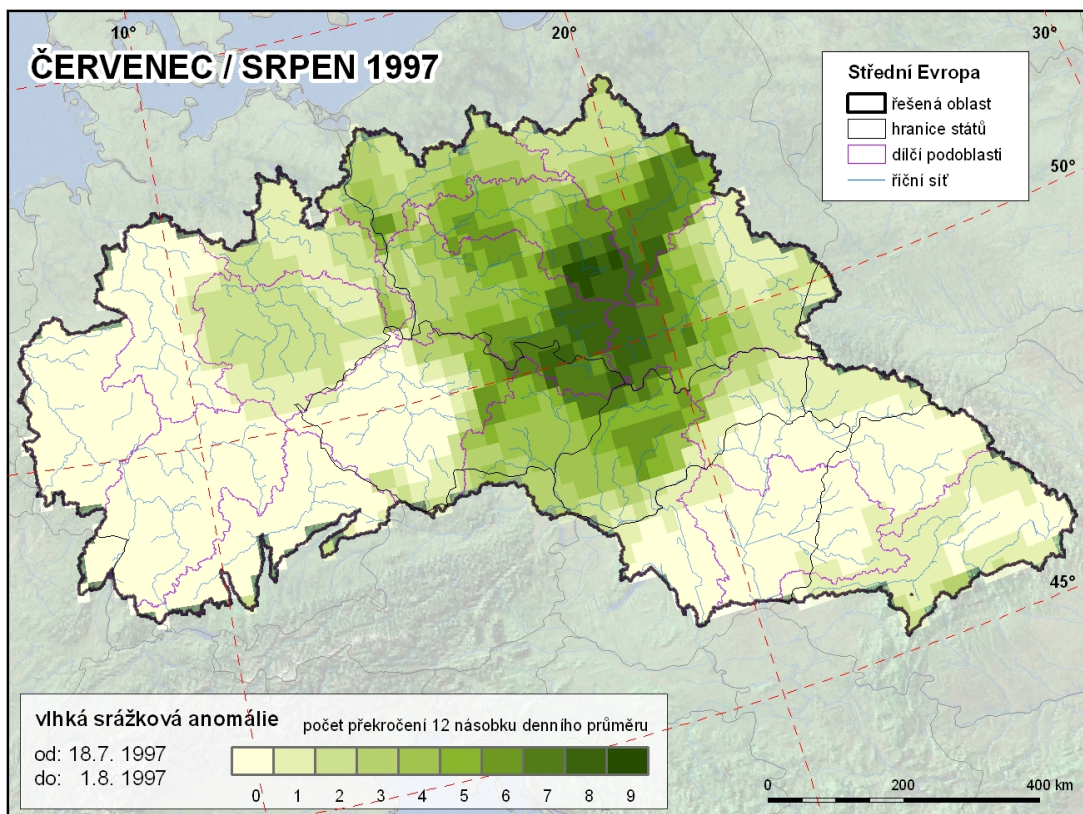 10°
20°
30°
ČERVENEC / SRPEN 1997
Střední Evropa
řešená oblast
hranice států
dílčí podoblasti
říční síť
50°
45°
vlhká srážková anomálie
počet překročení 12 násobku denního průměru
od: 18.7. 1997
do: 1.8. 1997
0 1 2 3 4 5 6 7 8 9
0 200 400 km